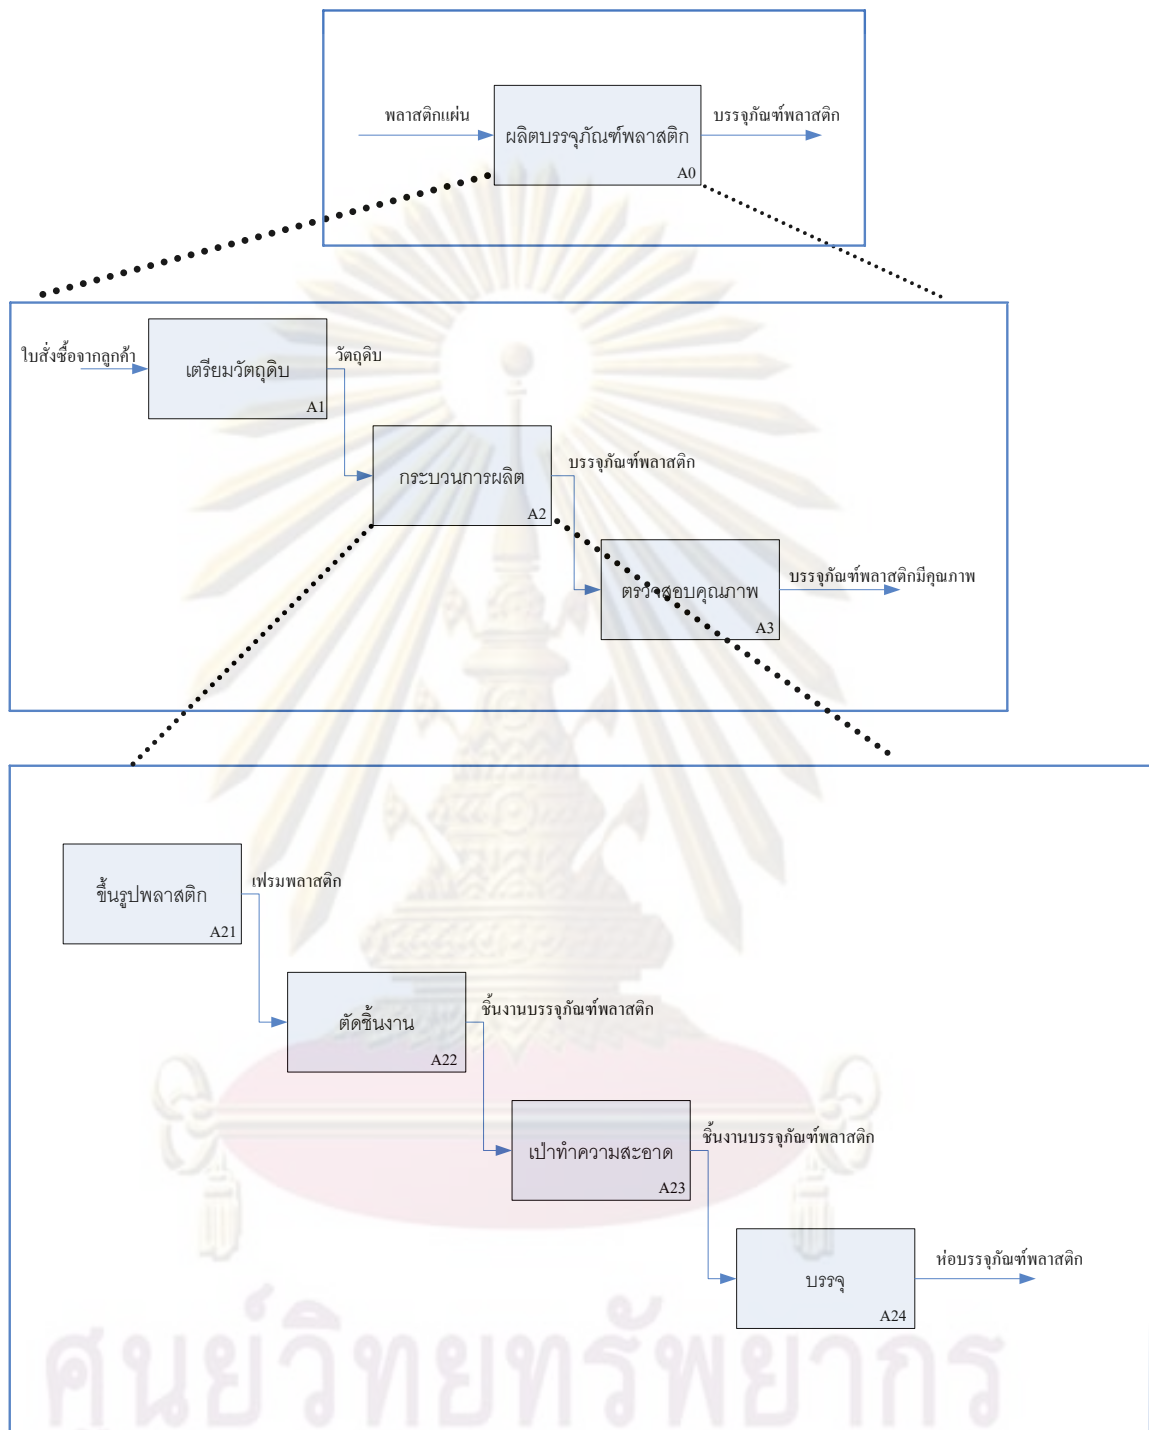 พลาสติกแผ่น
ผลิตบรรจุภัณฑ์พลาสติก
A0
บรรจุภัณฑ์พลาสติก
ใบสั่งซื้อจากลูกค้า
เตรียมวัตถุดิบ
A1
วัตถุดิบ
กระบวนการผลิต
A2
บรรจุภัณฑ์พลาสติก
ตรวจสอบคุณภาพ
A3
บรรจุภัณฑ์พลาสติกมีคุณภาพ
ขึ้นรูปพลาสติก
A21
เฟรมพลาสติก
ตัดชิ้นงาน
A22
ชิ้นงานบรรจุภัณฑ์พลาสติก
เป่าทำความสะอาด
A23
ชิ้นงานบรรจุภัณฑ์พลาสติก
บรรจุ
A24
ห่อบรรจุภัณฑ์พลาสติก
ศูนย์วิทยทรัพยากร